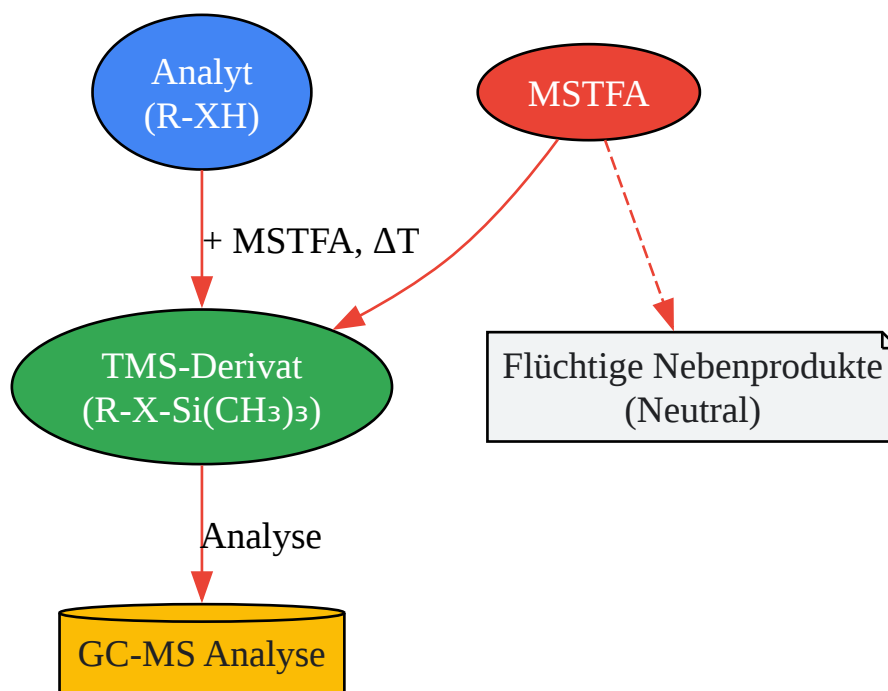 Analyt
(R-XH)
MSTFA
+ MSTFA, ΔT
TMS-Derivat
(R-X-Si(CH₃)₃)
Flüchtige Nebenprodukte
(Neutral)
Analyse
GC-MS Analyse